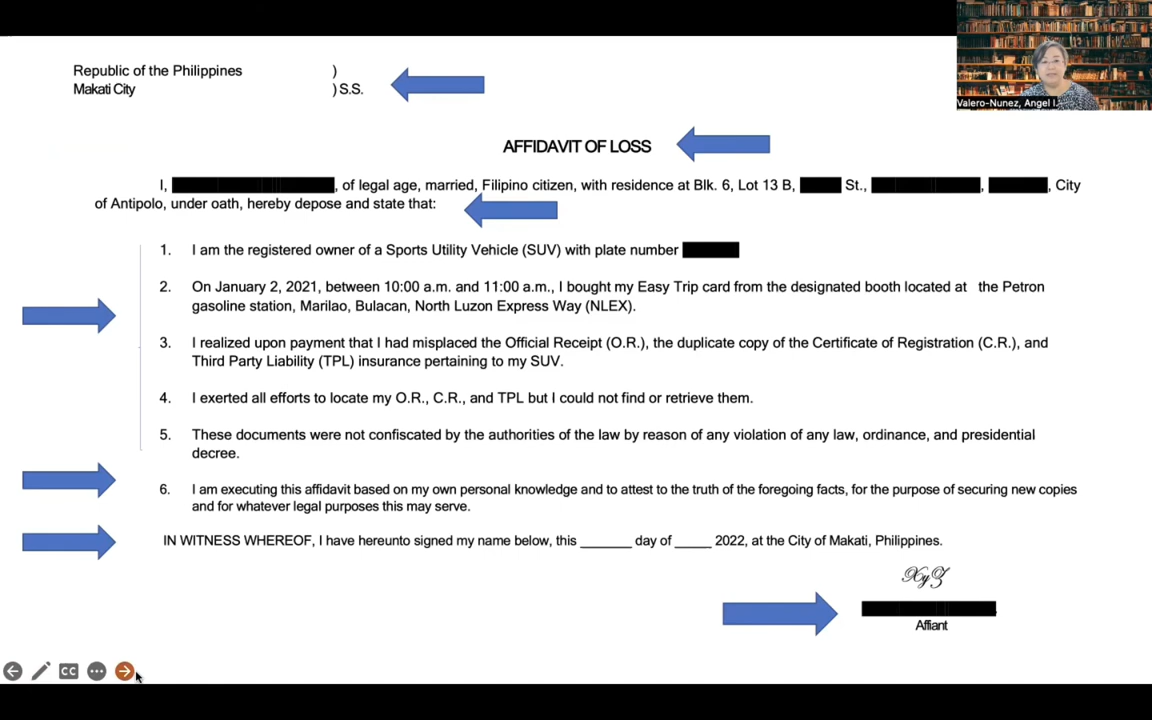 Republic of the Philippines )
Makati City ) S.S.
Valero-Nunez, Angel I.
AFFIDAVIT OF LOSS
I, , of legal age, married, Filipino citizen, with residence at Blk. 6, Lot 13 B, St., , , City
of Antipolo, under oath, hereby depose and state that:
1. I am the registered owner of a Sports Utility Vehicle (SUV) with plate number
2. On January 2, 2021, between 10:00 a.m. and 11:00 a.m., I bought my Easy Trip card from the designated booth located at the Petron
gasoline station, Marilao, Bulacan, North Luzon Express Way (NLEX).
3. I realized upon payment that I had misplaced the Official Receipt (O.R.), the duplicate copy of the Certificate of Registration (C.R.), and
Third Party Liability (TPL) insurance pertaining to my SUV.
4. I exerted all efforts to locate my O.R., C.R., and TPL but I could not find or retrieve them.
5. These documents were not confiscated by the authorities of the law by reason of any violation of any law, ordinance, and presidential
decree.
6. I am executing this affidavit based on my own personal knowledge and to attest to the truth of the foregoing facts, for the purpose of securing new copies
and for whatever legal purposes this may serve.
IN WITNESS WHEREOF, I have hereunto signed my name below, this _______ day of _____ 2022, at the City of Makati, Philippines.
XyZ
Affiant
CC